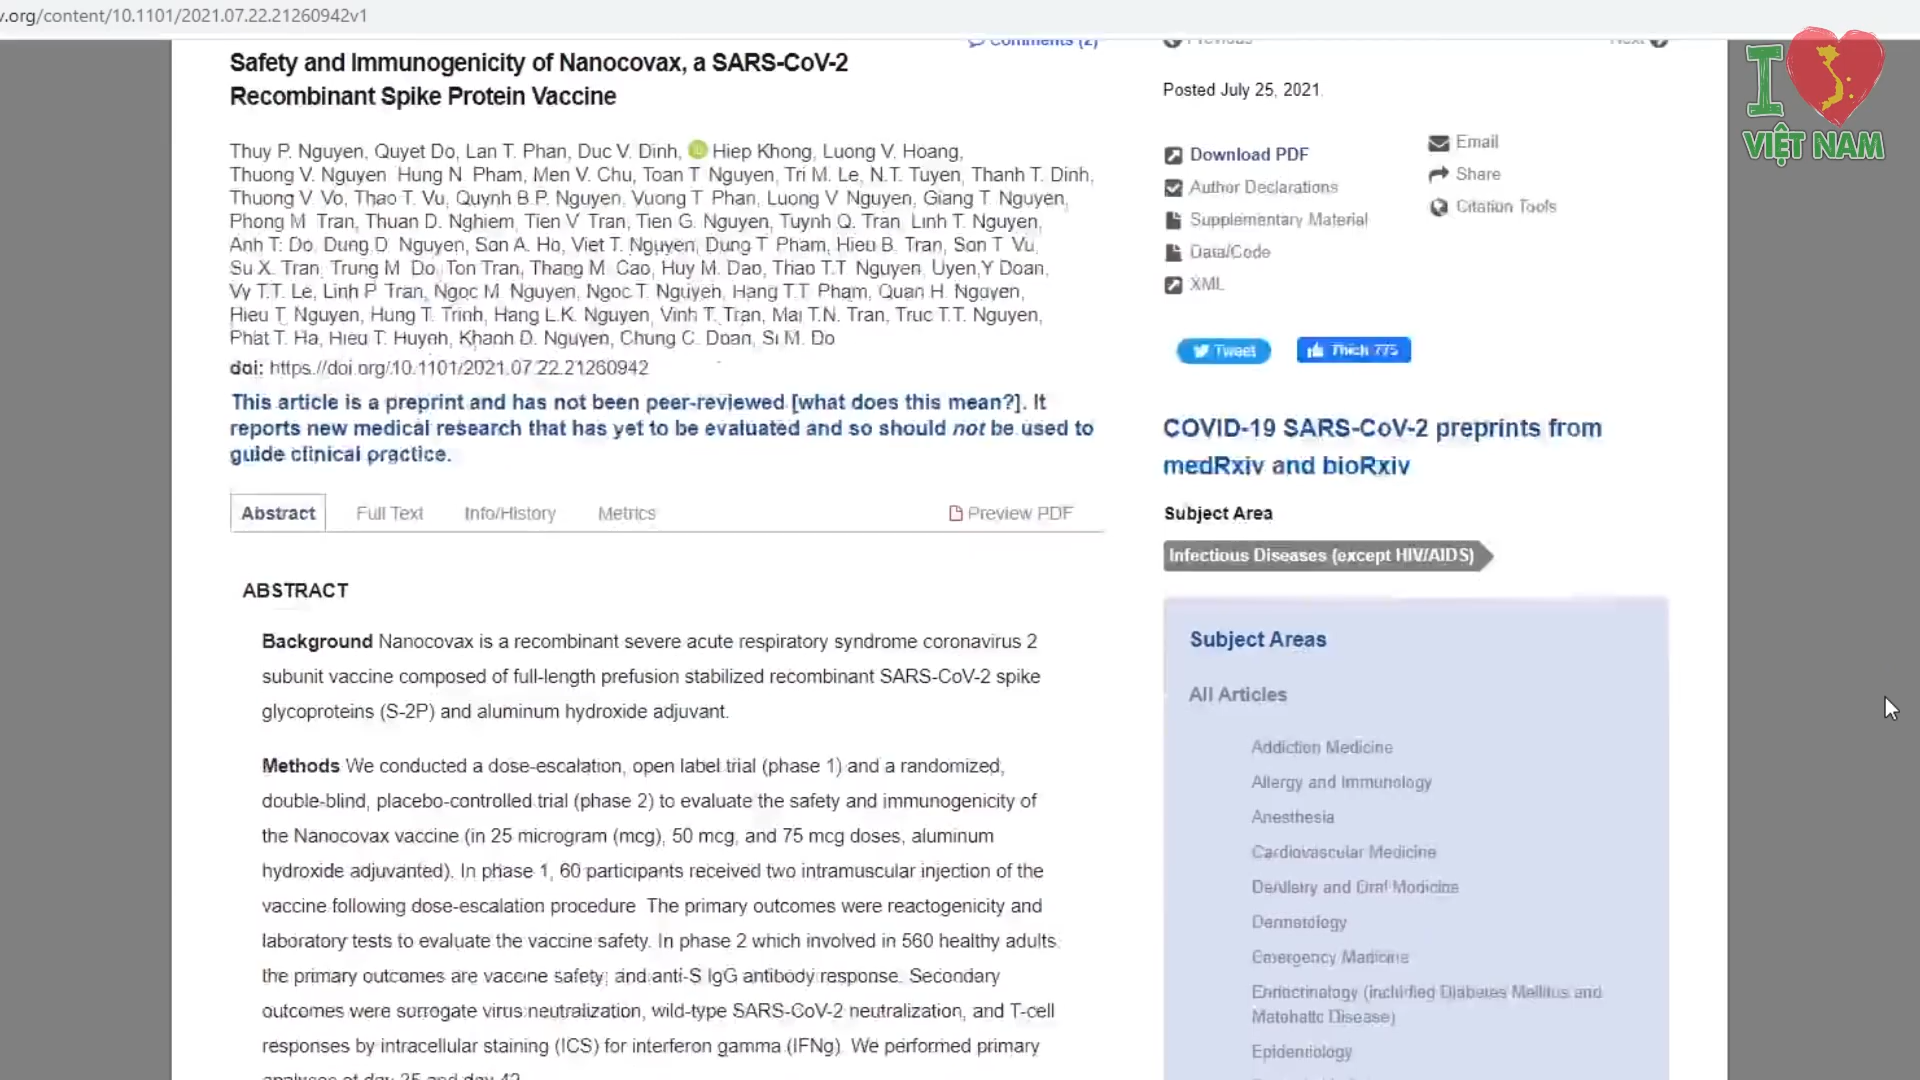 v.org/content/10.1101/2021.07.22.21260942v1
I
VIỆT NAM
Comments (2)
Previous
Next
Safety and Immunogenicity of Nanocovax, a SARS-CoV-2
Recombinant Spike Protein Vaccine
Thuy P. Nguyen, Quyet Do, Lan T. Phan, Duc V. Dinh, Hiep Khong, Luong V. Hoang,
Thuong V. Nguyen Hung N Pham, Men V. Chu, Toan T Nguyen, Tri M. Le, N.T. Tuyen, Thanh T. Dinh,
Thuong V. Vo, Thao T. Vu, Quynh B.P. Nguyen, Vuong T Phan, Luong V Nguyen, Giang T Nguyen,
Phong M Tran, Thuan D. Nghiem, Tien V Tran, Tien G. Nguyen, Tuynh Q. Tran, Linh T. Nguyen,
Anh T. Do, Dung D Nguyen, Son A. Ho, Viet T. Nguyen, Dung T Pham, Hieu B. Tran, Son T Vu,
Su X. Tran, Trung M Do, Ton Tran, Thang M. Cao, Huy M. Dao, Thao T.T Nguyen, Uyen Y Doan,
Vy T.T. Le, Linh P Tran, Ngoc M Nguyen, Ngoc T. Nguyen, Hang T.T Pham, Quan H. Nguyen,
Hieu T Nguyen, Hung T. Trinh, Hang L.K. Nguyen, Vinh T. Tran, Mai T.N. Tran, Truc T.T. Nguyen,
Phat T. Ha, Hieu T. Huynh, Khanh D. Nguyen, Chung C. Doan, Si M. Do
doi: https://doi.org/10.1101/2021.07.22.21260942
This article is a preprint and has not been peer-reviewed [what does this mean?]. It
reports new medical research that has yet to be evaluated and so should not be used to
guide clinical practice.
Abstract Full Text Info/History Metrics Preview PDF
ABSTRACT
Background Nanocovax is a recombinant severe acute respiratory syndrome coronavirus 2
subunit vaccine composed of full-length prefusion stabilized recombinant SARS-CoV-2 spike
glycoproteins (S-2P) and aluminum hydroxide adjuvant.
Methods We conducted a dose-escalation, open label trial (phase 1) and a randomized,
double-blind, placebo-controlled trial (phase 2) to evaluate the safety and immunogenicity of
the Nanocovax vaccine (in 25 microgram (mcg), 50 mcg, and 75 mcg doses, aluminum
hydroxide adjuvanted). In phase 1, 60 participants received two intramuscular injection of the
vaccine following dose-escalation procedure The primary outcomes were reactogenicity and
laboratory tests to evaluate the vaccine safety. In phase 2 which involved in 560 healthy adults,
the primary outcomes are vaccine safety, and anti-S IgG antibody response. Secondary
outcomes were surrogate virus neutralization, wild-type SARS-CoV-2 neutralization, and T-cell
responses by intracellular staining (ICS) for interferon gamma (IFNg). We performed primary
analyses at day 35 and day 42
Posted July 25, 2021.
Download PDF
Author Declarations
Supplementary Material
Data/Code
XML
Email
Share
Citation Tools
Tweet
Thích 775
COVID-19 SARS-CoV-2 preprints from
medRxiv and bioRxiv
Subject Area
Infectious Diseases (except HIV/AIDS)
Subject Areas
All Articles
Addiction Medicine
Allergy and Immunology
Anesthesia
Cardiovascular Medicine
Dentistry and Oral Medicine
Dermatology
Emergency Medicine
Endocrinology (including Diabetes Mellitus and
Metabolic Disease)
Epidemiology